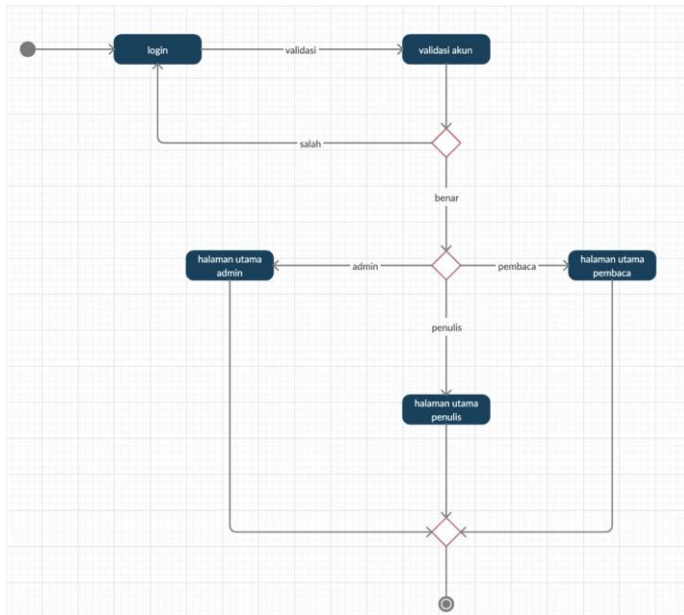 login
validasi
validasi akun
salah
benar
halaman utama
admin
admin
pembaca
halaman utama
pembaca
penulis
halaman utama
penulis